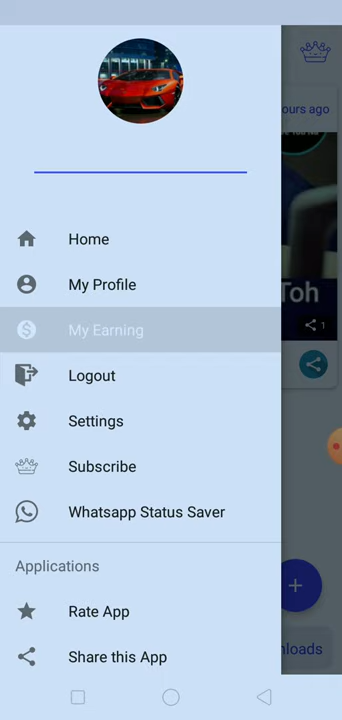 ours ago
Home
My Profile
Toh
My Earning
1
Logout
Settings
Subscribe
Whatsapp Status Saver
Applications
+
Rate App
nloads
Share this App